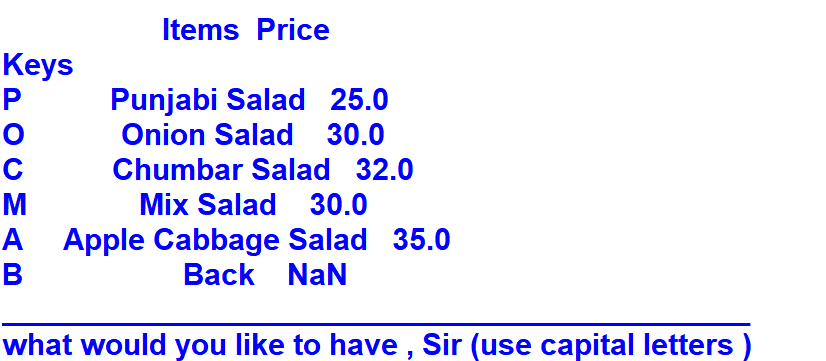 Items Price
Keys
P Punjabi Salad 25.0
O Onion Salad 30.0
C Chumbar Salad 32.0
M Mix Salad 30.0
A Apple Cabbage Salad 35.0
B Back NaN
what would you like to have , Sir (use capital letters )